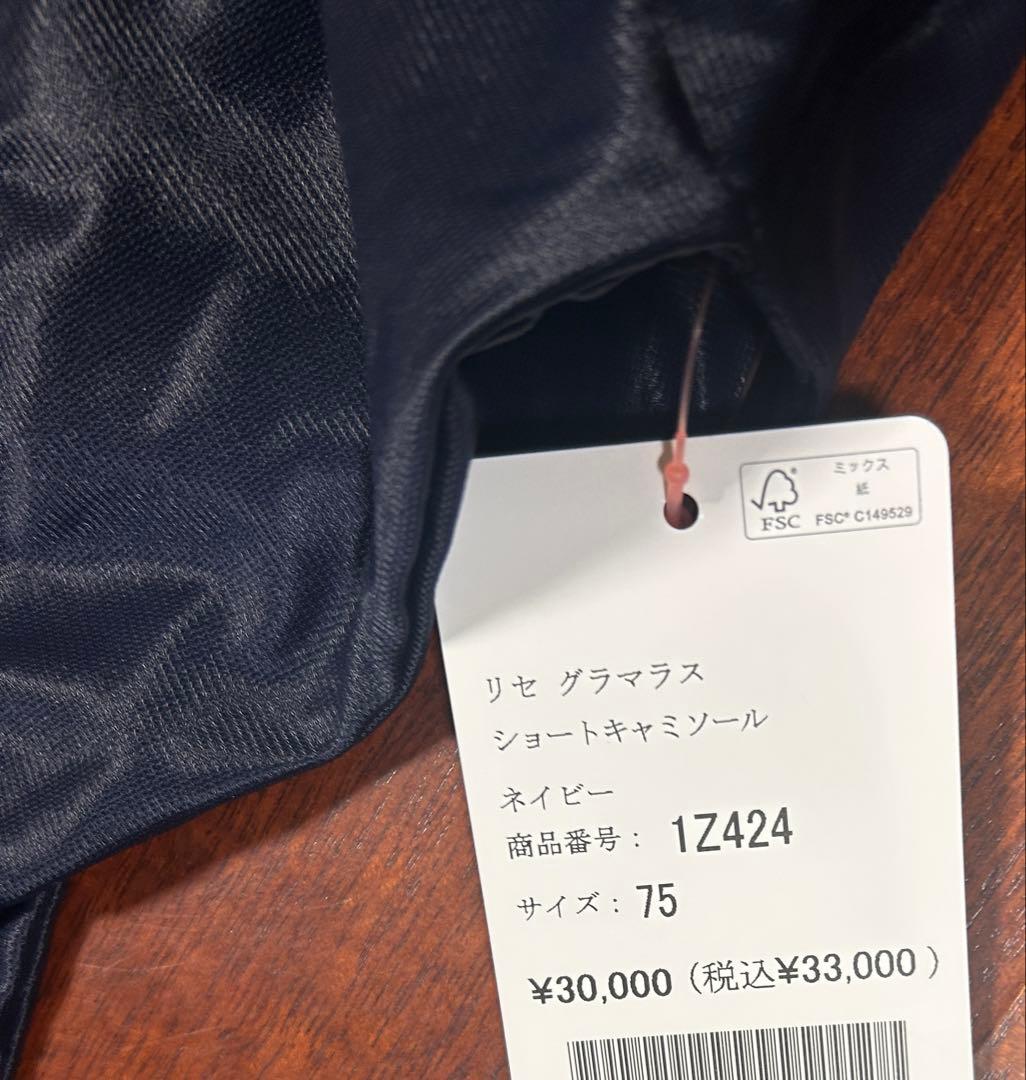 ミックス
紙
FSC® C149529
FSC
リセ グラマラス
ショートキャミソール
ネイビー
商品番号： 1Z424
サイズ： 75
¥30,000（税込¥33,000）